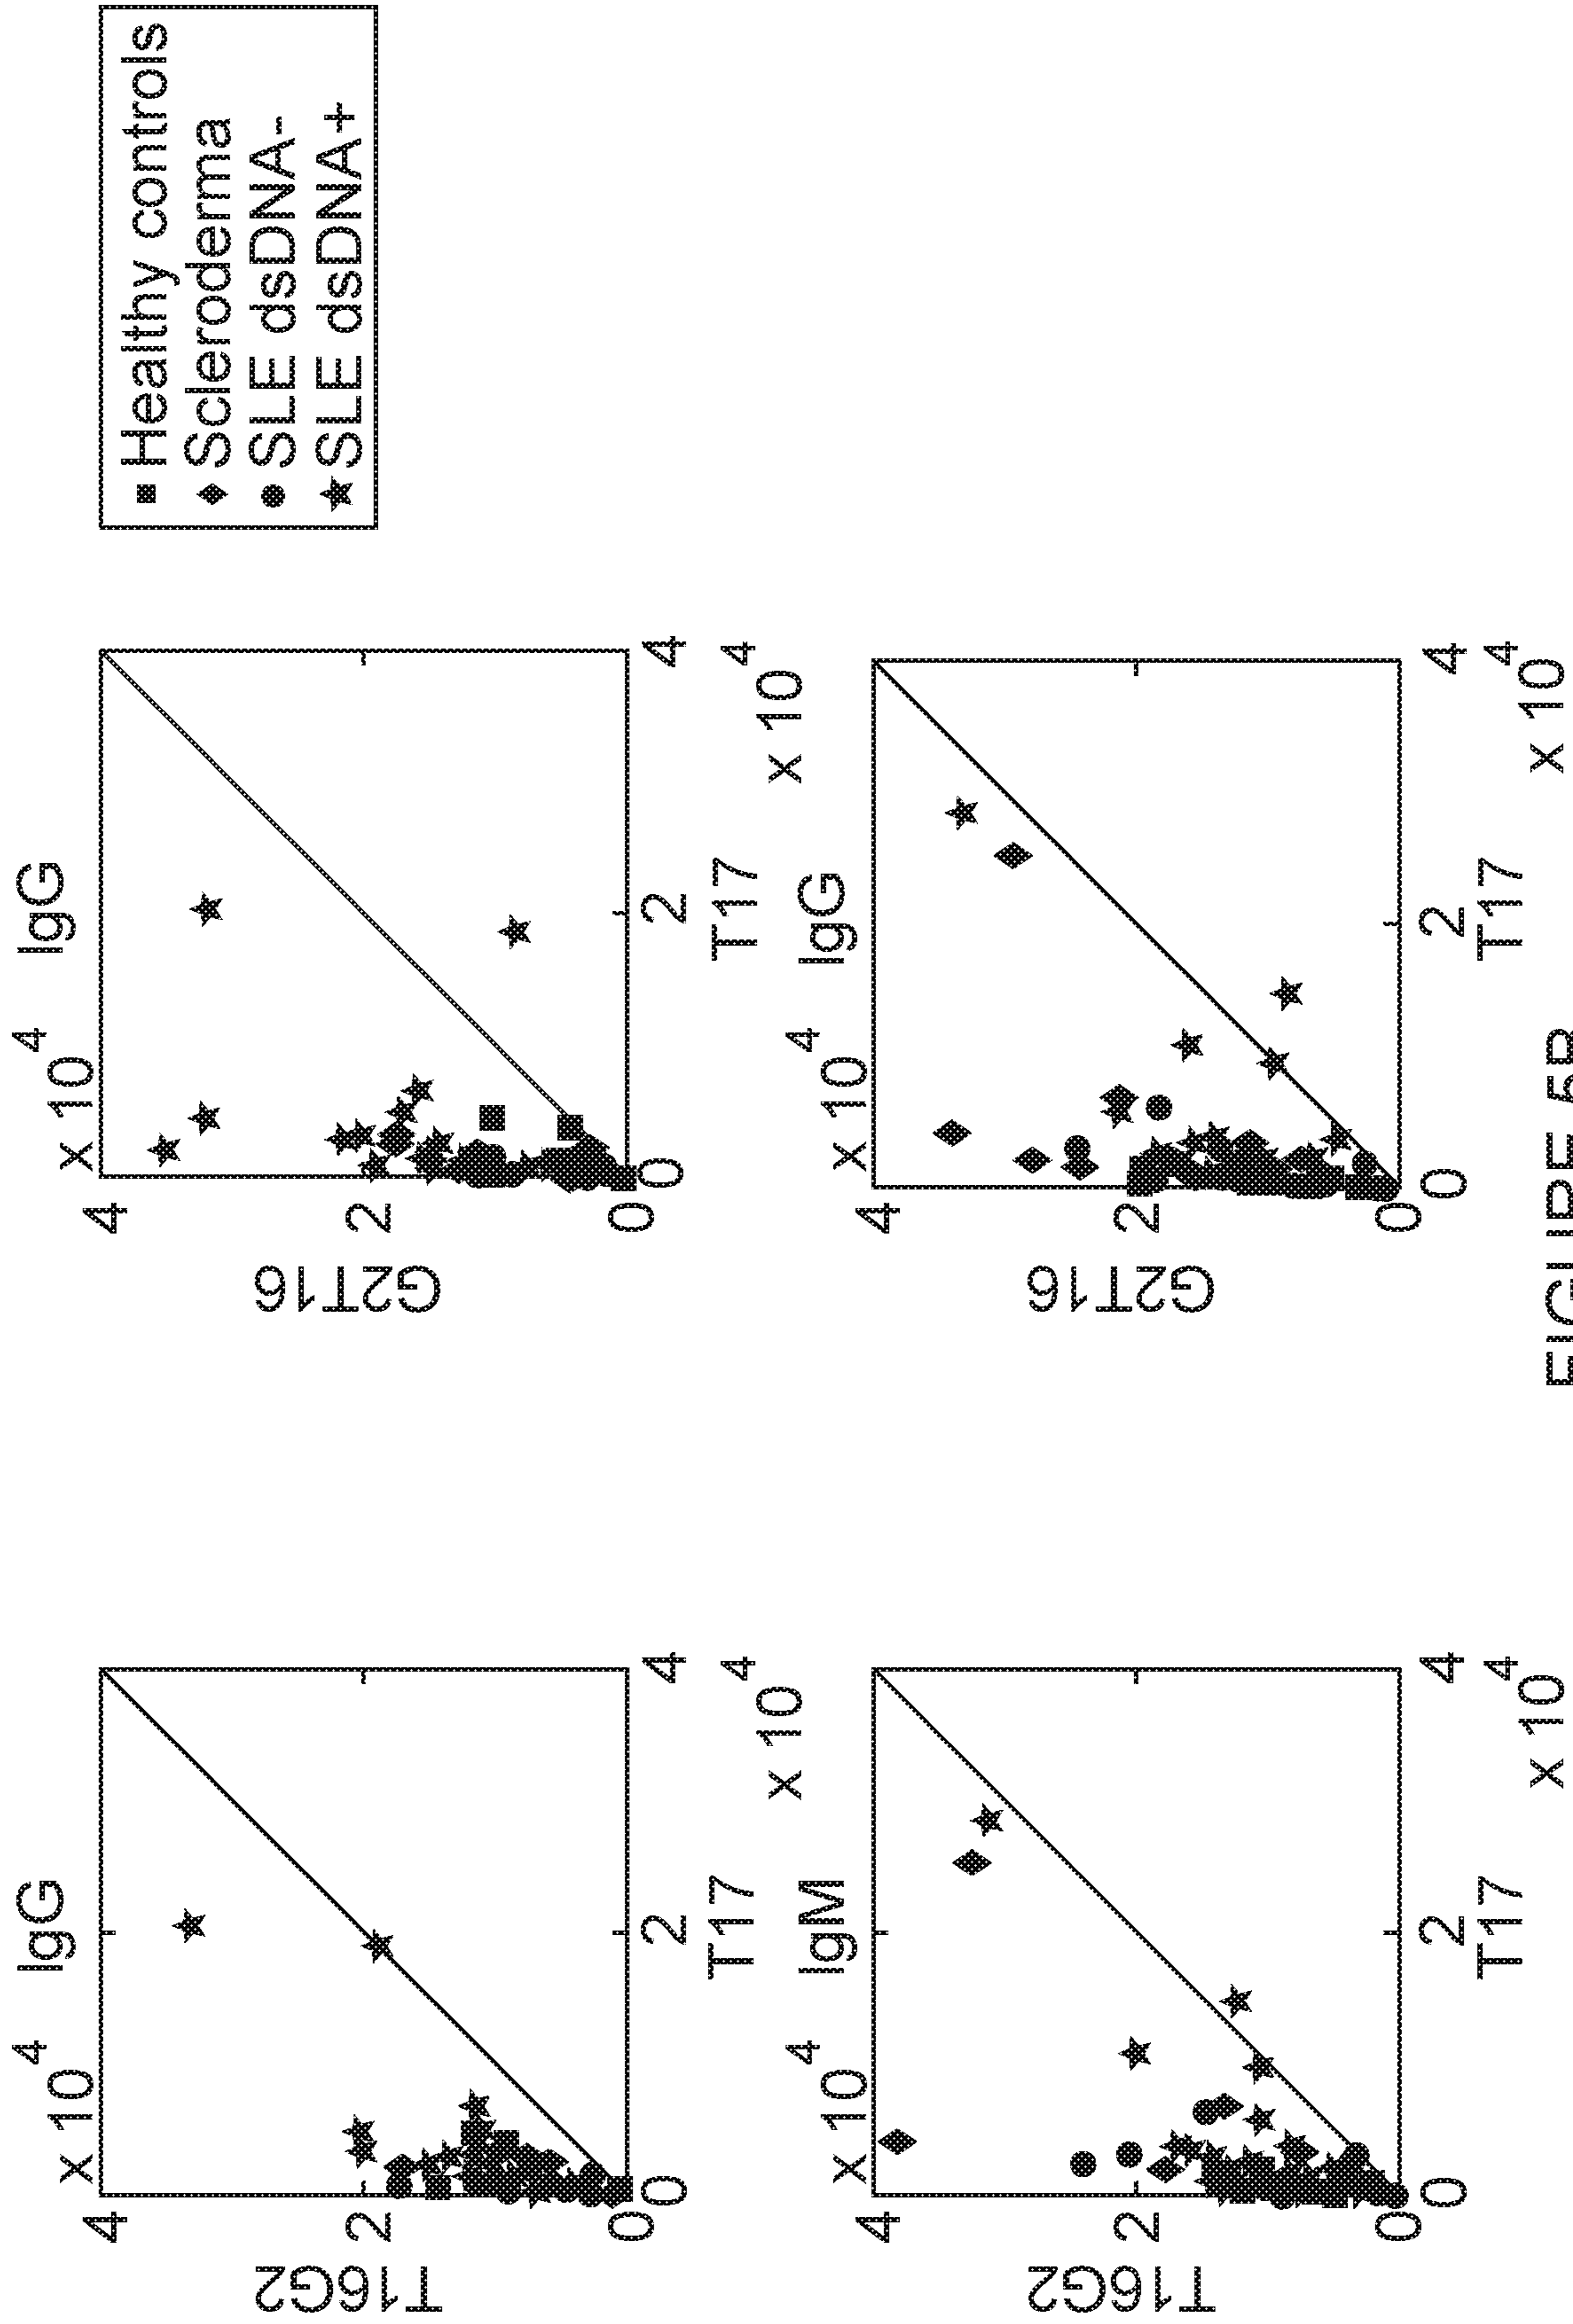 Healthy controls
Scleroderma
SLE dsDNA-
SLE dsDNA+
IgG
x 10 4
4
2
0
T16G2
0
2
4
T17
x 10 4
IgG
x 10 4
4
2
0
G2T16
0
2
4
T17
x 10 4
IgM
x 10 4
4
2
0
T16G2
0
2
4
T17
x 10 4
IgG
x 10 4
4
2
0
G2T16
0
2
4
T17
x 10 4
FIGURE 5B